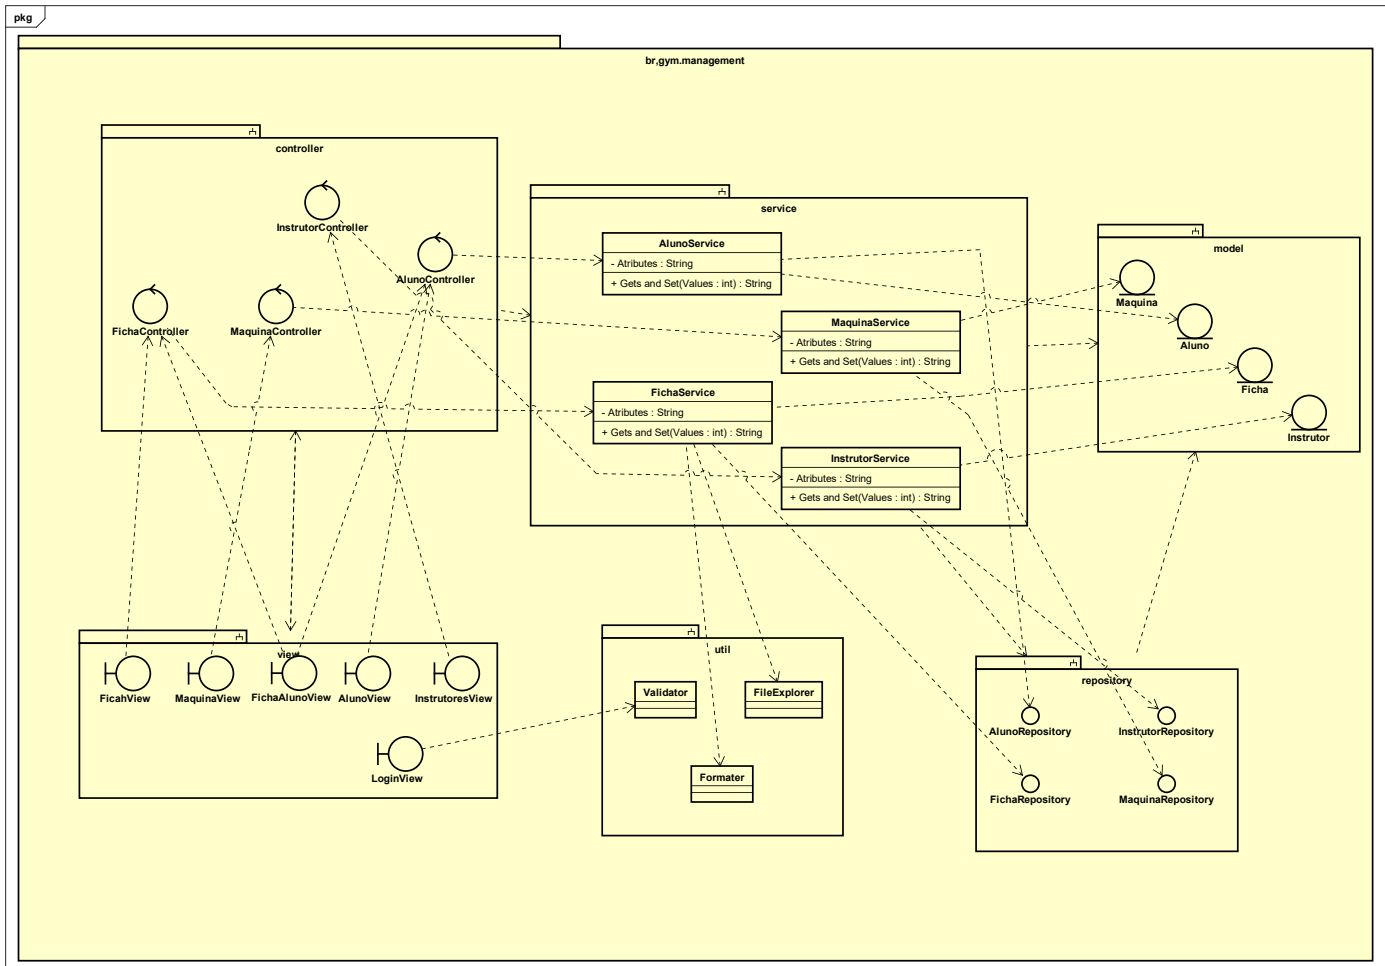 pkg
br,gym.management
controller
InstrutorController
AlunoController
FichaController
MaquinaController
service
AlunoService
- Atributes : String
+ Gets and Set(Values : int) : String
MaquinaService
- Atributes : String
+ Gets and Set(Values : int) : String
FichaService
- Atributes : String
+ Gets and Set(Values : int) : String
InstrutorService
- Atributes : String
+ Gets and Set(Values : int) : String
model
Maquina
Aluno
Ficha
Instrutor
view
FicahView
MaquinaView
FichaAlunoView
AlunoView
InstrutoresView
LoginView
util
Validator
FileExplorer
Formater
repository
AlunoRepository
InstrutorRepository
FichaRepository
MaquinaRepository